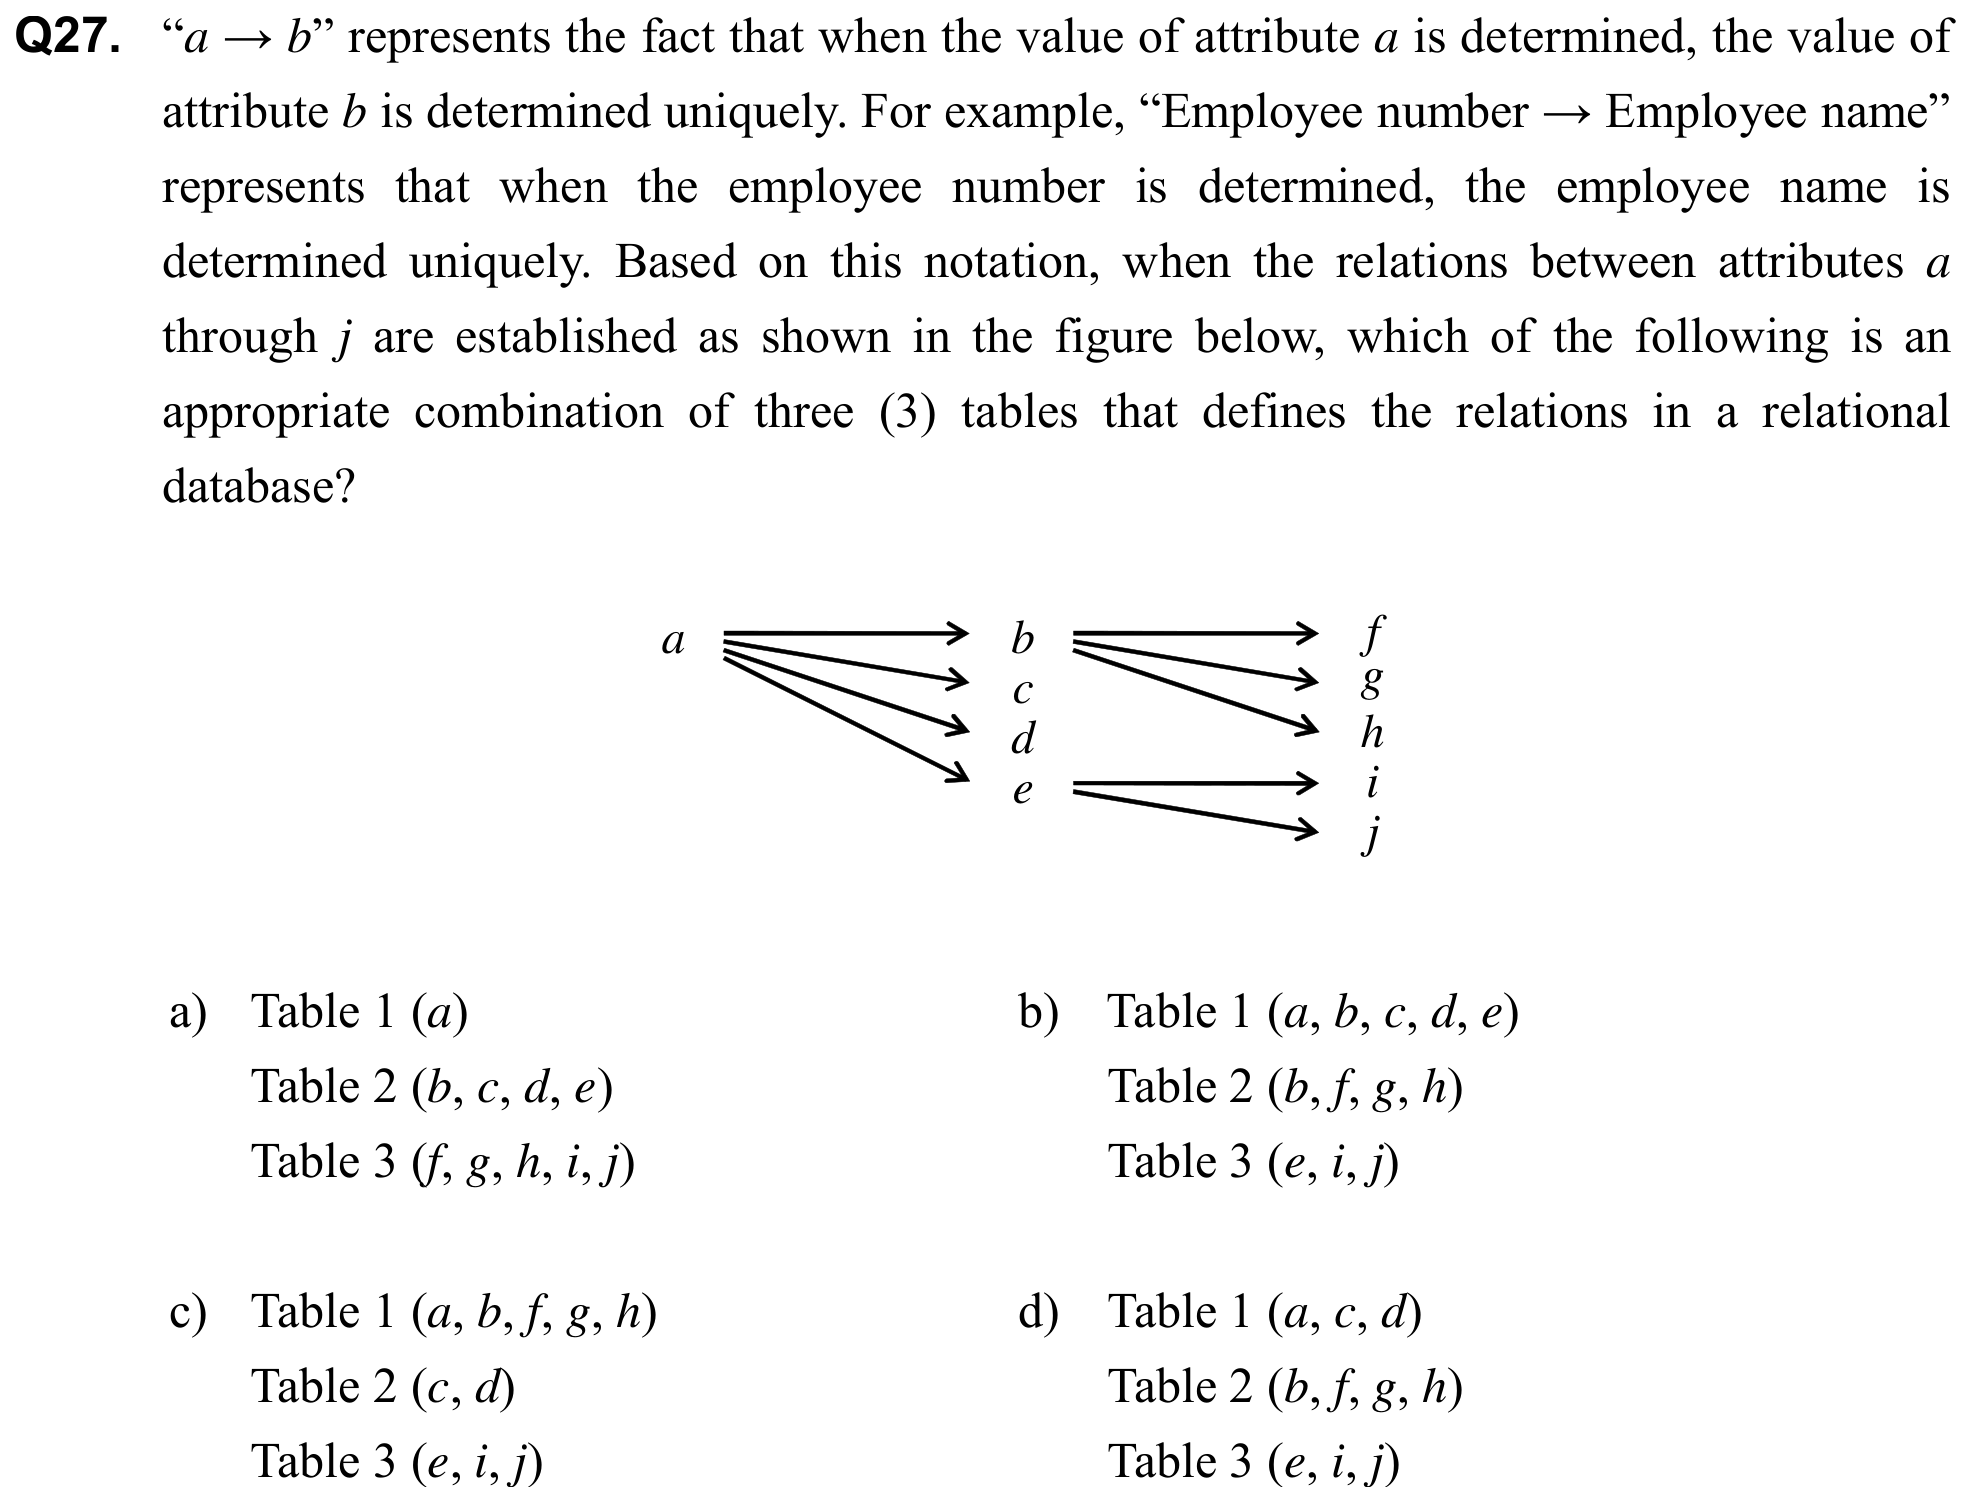 Q27. “a → b” represents the fact that when the value of attribute a is determined, the value of
attribute b is determined uniquely. For example, “Employee number → Employee name”
represents that when the employee number is determined, the employee name is
determined uniquely. Based on this notation, when the relations between attributes a
through j are established as shown in the figure below, which of the following is an
appropriate combination of three (3) tables that defines the relations in a relational
database?
a b f
c g
d h
e i
j
a) Table 1 (a)
Table 2 (b, c, d, e)
Table 3 (f, g, h, i, j)
b) Table 1 (a, b, c, d, e)
Table 2 (b, f, g, h)
Table 3 (e, i, j)
c) Table 1 (a, b, f, g, h)
Table 2 (c, d)
Table 3 (e, i, j)
d) Table 1 (a, c, d)
Table 2 (b, f, g, h)
Table 3 (e, i, j)